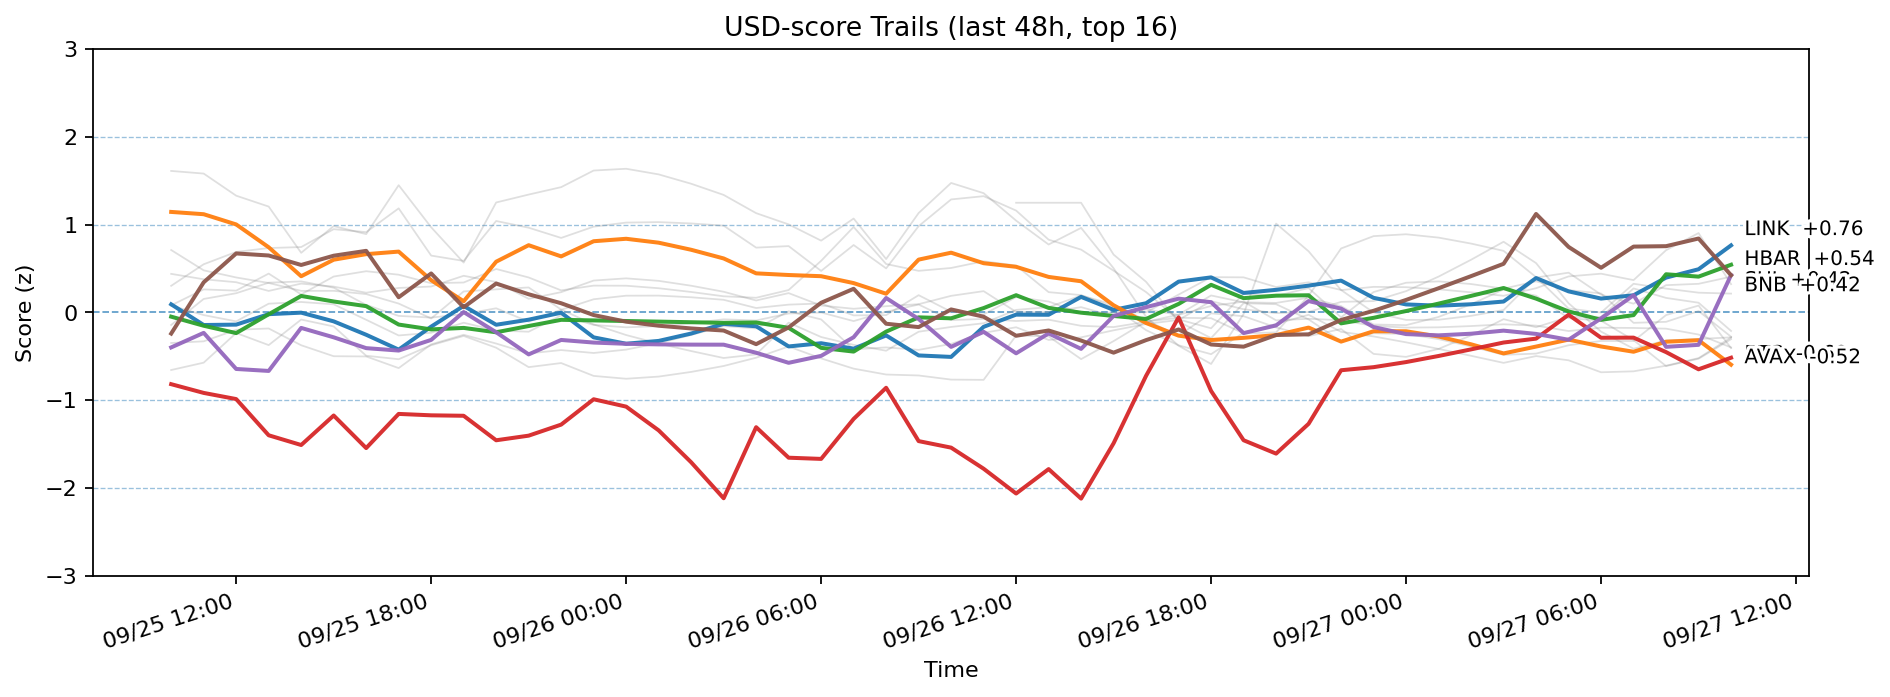 USD-score Trails (last 48h, top 16)
Score (z)
3
2
1
0
−1
−2
−3
LINK +0.76
HBAR +0.54
BNB +0.42
AVAX -0.52
09/25 12:00
09/25 18:00
09/26 00:00
09/26 06:00
09/26 12:00
09/26 18:00
09/27 00:00
09/27 06:00
09/27 12:00
Time